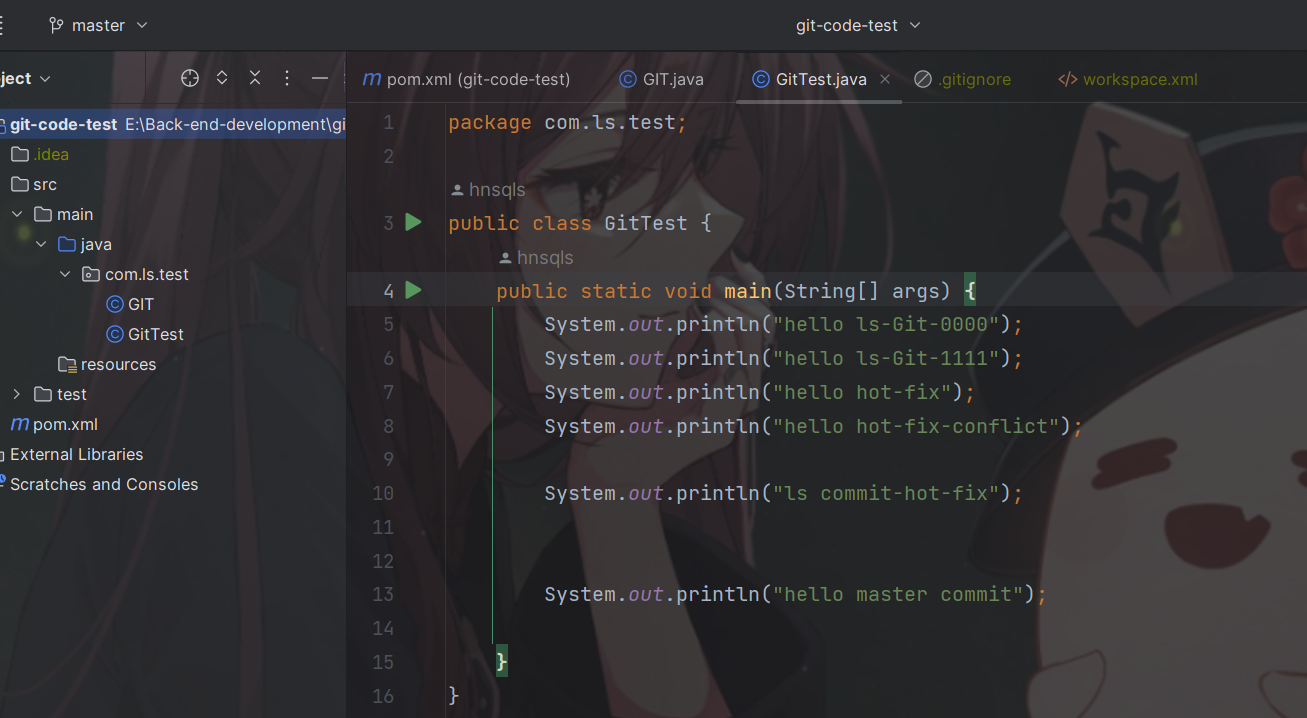 master
git-code-test
ject
pom.xml (git-code-test)
GIT.java
GitTest.java
.gitignore
workspace.xml
git-code-test E:\Back-end-development\gi
.idea
src
main
java
com.ls.test
GIT
GitTest
resources
test
pom.xml
External Libraries
Scratches and Consoles
1 package com.ls.test;
2
hnsqls
3 public class GitTest {
hnsqls
4 public static void main(String[] args) {
5 System.out.println("hello ls-Git-0000");
6 System.out.println("hello ls-Git-1111");
7 System.out.println("hello hot-fix");
8 System.out.println("hello hot-fix-conflict");
9
10 System.out.println("ls commit-hot-fix");
11
12
13 System.out.println("hello master commit");
14
15 }
16 }